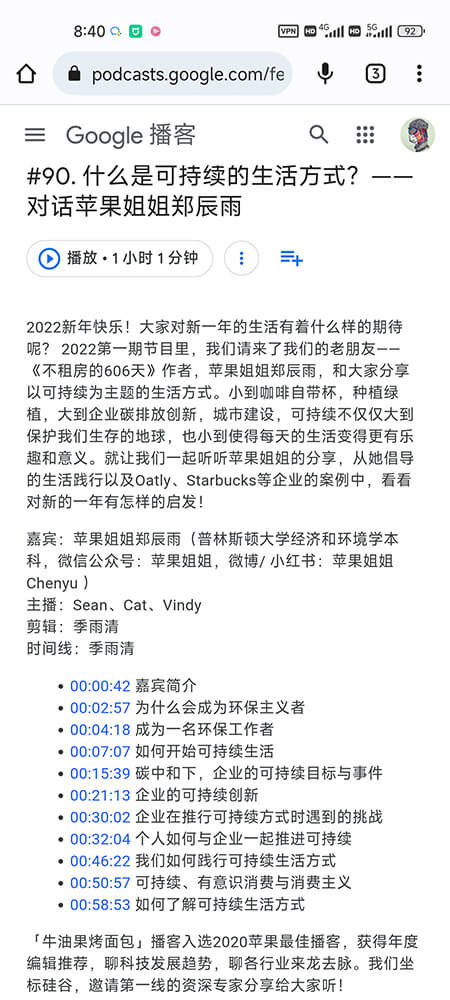 8:40 VPN HD 4G HD 5G 92
podcasts.google.com/fe 3
Google 播客
#90. 什么是可持续的生活方式？——
对话苹果姐姐郑辰雨
播放 • 1 小时 1 分钟
2022新年快乐！大家对新一年的生活有着什么样的期待
呢？ 2022第一期节目里，我们请来了我们的老朋友——
《不租房的606天》作者，苹果姐姐郑辰雨，和大家分享
以可持续为主题的生活方式。小到咖啡自带杯，种植绿
植，大到企业碳排放创新，城市建设，可持续不仅仅大到
保护我们生存的地球，也小到使得每天的生活变得更有乐
趣和意义。就让我们一起听听苹果姐姐的分享，从她倡导
的生活践行以及Oatly、Starbucks等企业的案例中，看看
对新的一年有怎样的启发！
嘉宾：苹果姐姐郑辰雨（普林斯顿大学经济和环境学本
科，微信公众号：苹果姐姐，微博/ 小红书：苹果姐姐
Chenyu ）
主播：Sean、Cat、Vindy
剪辑：季雨清
时间线：季雨清
• 00:00:42 嘉宾简介
• 00:02:57 为什么会成为环保主义者
• 00:04:18 成为一名环保工作者
• 00:07:07 如何开始可持续生活
• 00:15:39 碳中和下，企业的可持续目标与事件
• 00:21:13 企业的可持续创新
• 00:30:02 企业在推行可持续方式时遇到的挑战
• 00:32:04 个人如何与企业一起推进可持续
• 00:46:22 我们如何践行可持续生活方式
• 00:50:57 可持续、有意识消费与消费主义
• 00:58:53 如何了解可持续生活方式
「牛油果烤面包」播客入选2020苹果最佳播客，获得年度
编辑推荐，聊科技发展趋势，聊各行业来龙去脉。我们坐
标硅谷，邀请第一线的资深专家分享给大家听！